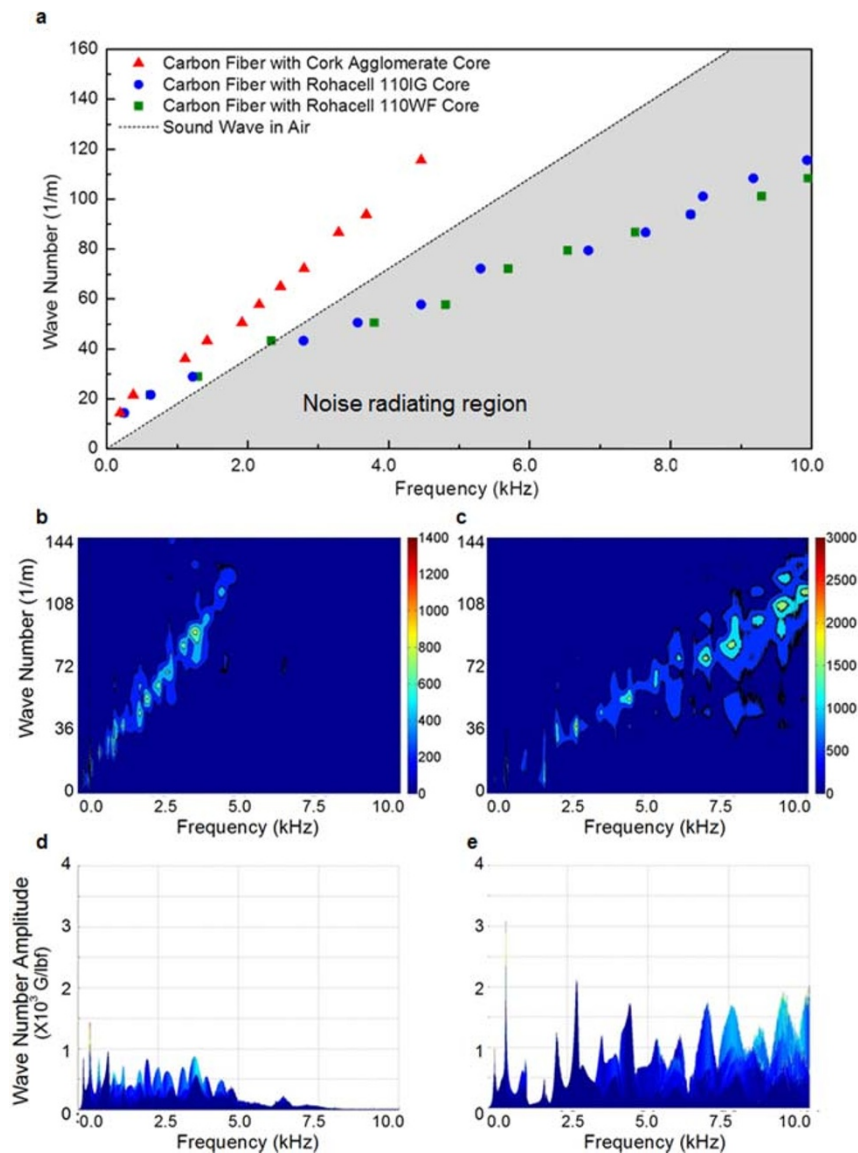 a
160
140
120
100
80
60
40
20
0
Wave Number (1/m)
Carbon Fiber with Cork Agglomerate Core
Carbon Fiber with Rohacell 110IG Core
Carbon Fiber with Rohacell 110WF Core
Sound Wave in Air
Noise radiating region
0.0 2.0 4.0 6.0 8.0 10.0
Frequency (kHz)
b
144
108
72
36
0
Wave Number (1/m)
0.0 2.5 5.0 7.5 10.0
Frequency (kHz)
1400
1200
1000
800
600
400
200
0
c
144
108
72
36
0
0.0 2.5 5.0 7.5 10.0
Frequency (kHz)
3000
2500
2000
1500
1000
500
0
d
4
3
2
1
0
Wave Number Amplitude
(X10³ G/lbf)
0.0 2.5 5.0 7.5 10.0
Frequency (kHz)
e
4
3
2
1
0
0.0 2.5 5.0 7.5 10.0
Frequency (kHz)